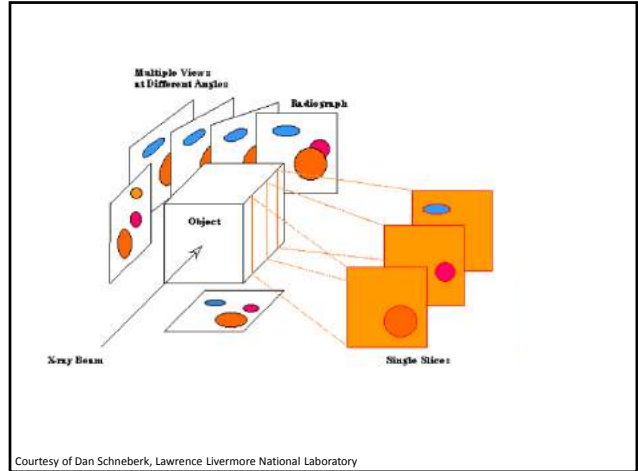 Multiple Views
at Different Angles
Radiograph
Object
X-ray Beam
Single Slices
Courtesy of Dan Schneberk, Lawrence Livermore National Laboratory